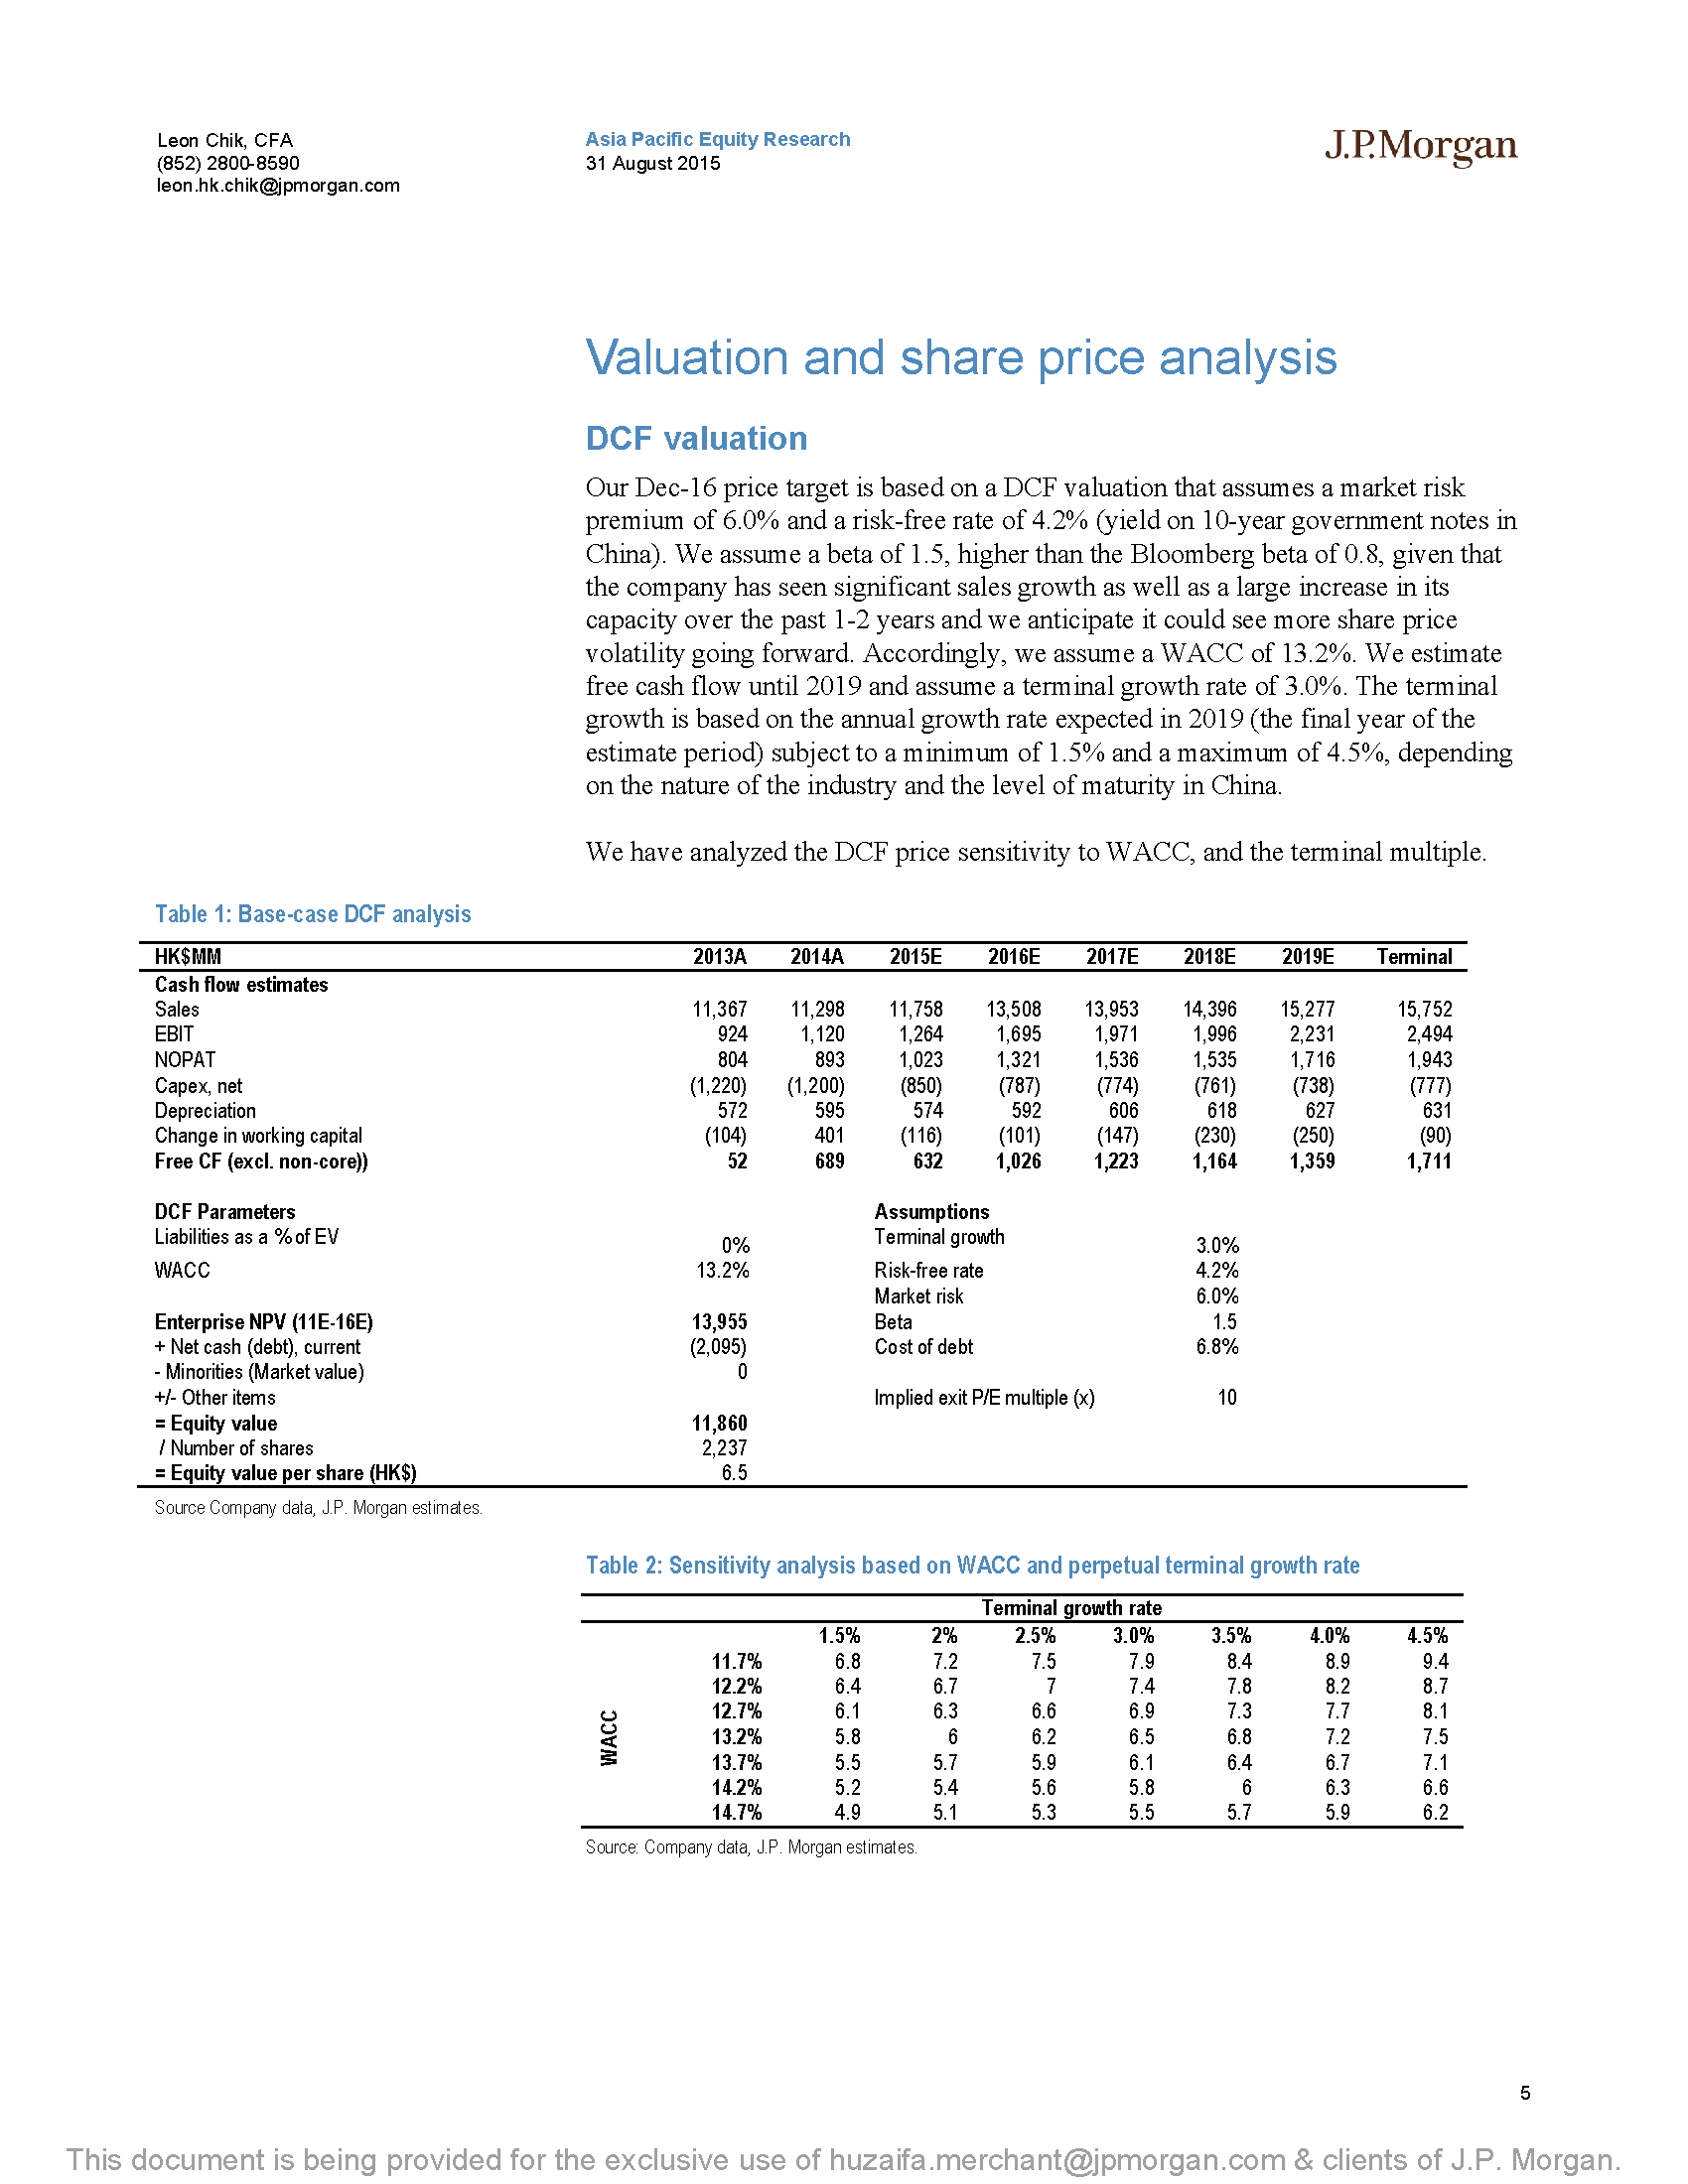 Leon Chik, CFA
(852) 2800-8590
leon.hk.chik@jpmorgan.com
Asia Pacific Equity Research
31 August 2015
J.P.Morgan
Valuation and share price analysis
DCF valuation
Our Dec-16 price target is based on a DCF valuation that assumes a market risk
premium of 6.0% and a risk-free rate of 4.2% (yield on 10-year government notes in
China). We assume a beta of 1.5, higher than the Bloomberg beta of 0.8, given that
the company has seen significant sales growth as well as a large increase in its
capacity over the past 1-2 years and we anticipate it could see more share price
volatility going forward. Accordingly, we assume a WACC of 13.2%. We estimate
free cash flow until 2019 and assume a terminal growth rate of 3.0%. The terminal
growth is based on the annual growth rate expected in 2019 (the final year of the
estimate period) subject to a minimum of 1.5% and a maximum of 4.5%, depending
on the nature of the industry and the level of maturity in China.
We have analyzed the DCF price sensitivity to WACC, and the terminal multiple.
Table 1: Base-case DCF analysis
HK$MM 2013A 2014A 2015E 2016E 2017E 2018E 2019E Terminal
Cash flow estimates
Sales 11,367 11,298 11,758 13,508 13,953 14,396 15,277 15,752
EBIT 924 1,120 1,264 1,695 1,971 1,996 2,231 2,494
NOPAT 804 893 1,023 1,321 1,536 1,535 1,716 1,943
Capex, net (1,220) (1,200) (850) (787) (774) (761) (738) (777)
Depreciation 572 595 574 592 606 618 627 631
Change in working capital (104) 401 (116) (101) (147) (230) (250) (90)
Free CF (excl. non-core)) 52 689 632 1,026 1,223 1,164 1,359 1,711
DCF Parameters Assumptions
Liabilities as a % of EV 0% Terminal growth 3.0%
WACC 13.2% Risk-free rate 4.2%
Market risk 6.0%
Enterprise NPV (11E-16E) 13,955 Beta 1.5
+ Net cash (debt), current (2,095) Cost of debt 6.8%
- Minorities (Market value) 0
+/- Other items Implied exit P/E multiple (x) 10
= Equity value 11,860
/ Number of shares 2,237
= Equity value per share (HK$) 6.5
Source Company data, J.P. Morgan estimates.
Table 2: Sensitivity analysis based on WACC and perpetual terminal growth rate
Terminal growth rate
1.5% 2% 2.5% 3.0% 3.5% 4.0% 4.5%
WACC
11.7% 6.8 7.2 7.5 7.9 8.4 8.9 9.4
12.2% 6.4 6.7 7 7.4 7.8 8.2 8.7
12.7% 6.1 6.3 6.6 6.9 7.3 7.7 8.1
13.2% 5.8 6 6.2 6.5 6.8 7.2 7.5
13.7% 5.5 5.7 5.9 6.1 6.4 6.7 7.1
14.2% 5.2 5.4 5.6 5.8 6 6.3 6.6
14.7% 4.9 5.1 5.3 5.5 5.7 5.9 6.2
Source: Company data, J.P. Morgan estimates.
5
This document is being provided for the exclusive use of huzaifa.merchant@jpmorgan.com & clients of J.P. Morgan.